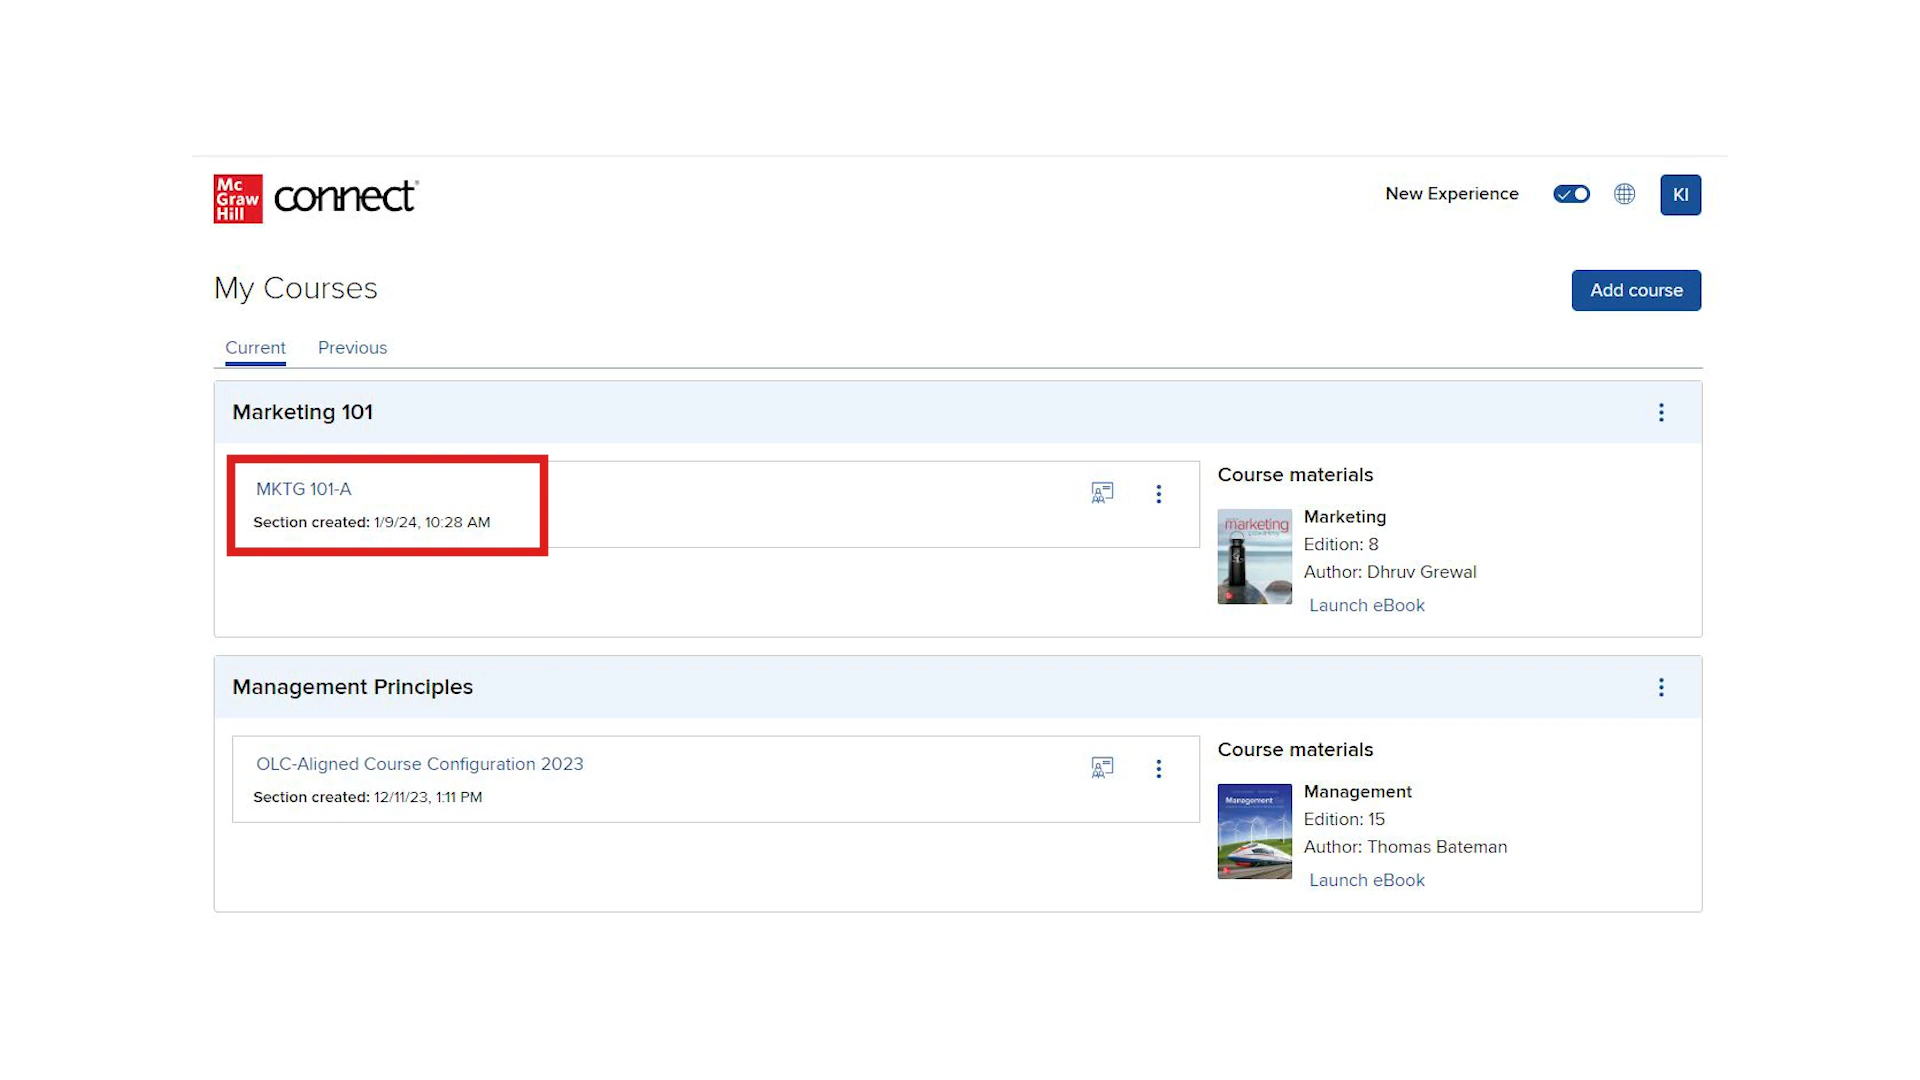 Mc
Graw
Hill
connect®
New Experience
KI
My Courses
Add course
Current
Previous
Marketing 101
MKTG 101-A
Section created: 1/9/24, 10:28 AM
Course materials
marketing
Marketing
Edition: 8
Author: Dhruv Grewal
Launch eBook
Management Principles
OLC-Aligned Course Configuration 2023
Section created: 12/11/23, 1:11 PM
Course materials
Management
Management
Edition: 15
Author: Thomas Bateman
Launch eBook